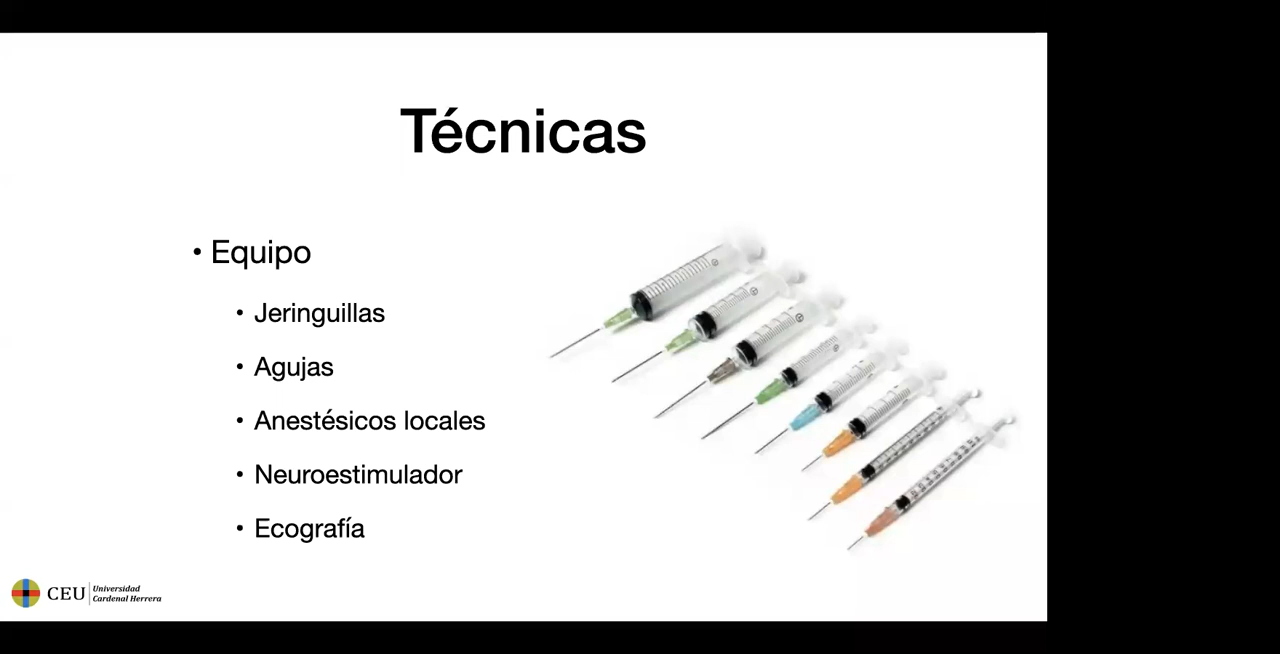 Técnicas
• Equipo
• Jeringuillas
• Agujas
• Anestésicos locales
• Neuroestimulador
• Ecografía
CEU
Universidad
Cardenal Herrera